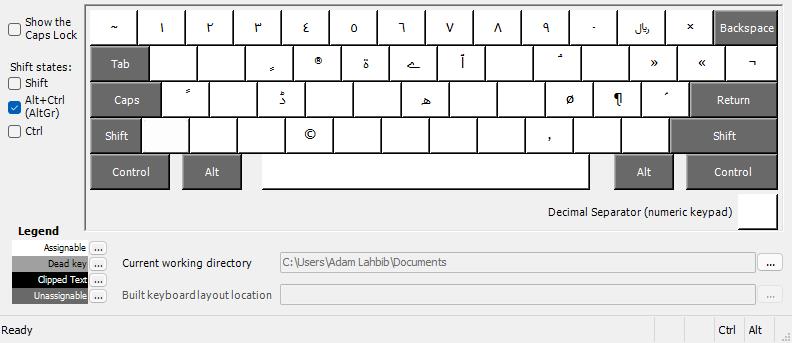 Show the Caps Lock
Shift states:
Shift
Alt+Ctrl (AltGr)
Ctrl
~ ١ ٢ ٣ ٤ ٥ ٦ ٧ ٨ ٩ ٠ ﷼ × Backspace
Tab ® ة ے آ » « ¬
Caps ڈ ھ ø ¶ Return
Shift © Shift
Control Alt Alt Control
Decimal Separator (numeric keypad)
Legend
Assignable ...
Dead key ...
Clipped Text ...
Unassignable ...
Current working directory C:\Users\Adam Lahbib\Documents ...
Built keyboard layout location ...
Ready Ctrl Alt